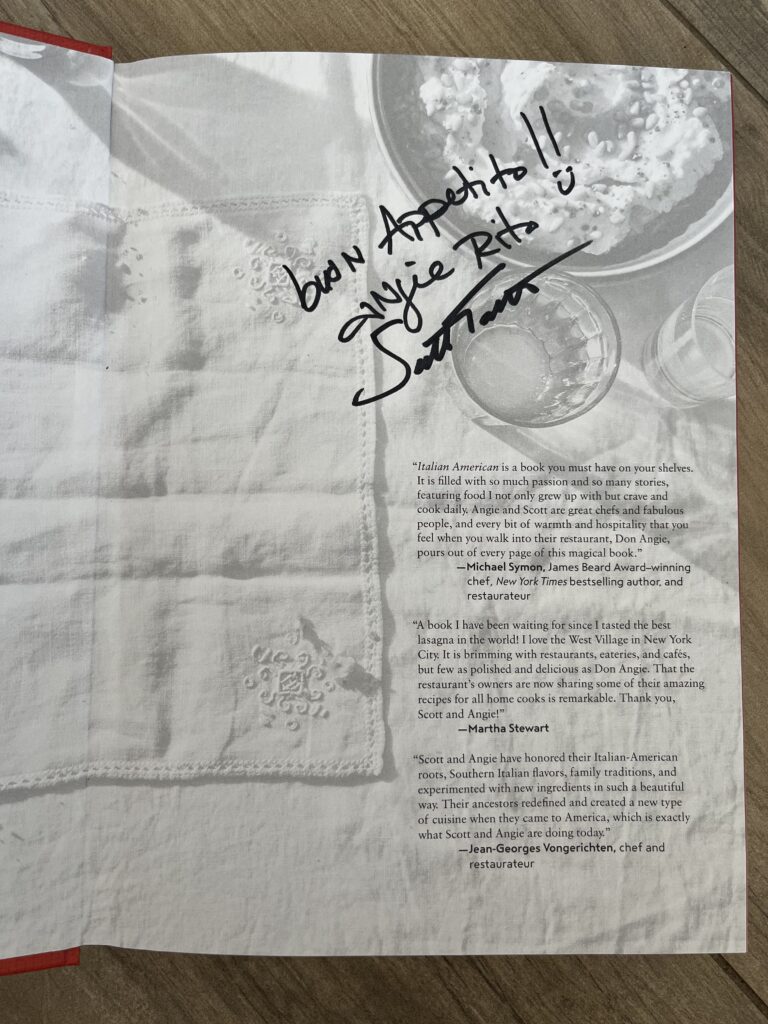 buon Appetito!!
angie Rito
Scott Tacinelli
“Italian American is a book you must have on your shelves.
It is filled with so much passion and so many stories,
featuring food I not only grew up with but crave and
cook daily. Angie and Scott are great chefs and fabulous
people, and every bit of warmth and hospitality that you
feel when you walk into their restaurant, Don Angie,
pours out of every page of this magical book.”
—Michael Symon, James Beard Award–winning
chef, New York Times bestselling author, and
restaurateur
“A book I have been waiting for since I tasted the best
lasagna in the world! I love the West Village in New York
City. It is brimming with restaurants, eateries, and cafés,
but few as polished and delicious as Don Angie. That the
restaurant’s owners are now sharing some of their amazing
recipes for all home cooks is remarkable. Thank you,
Scott and Angie!”
—Martha Stewart
“Scott and Angie have honored their Italian-American
roots, Southern Italian flavors, family traditions, and
experimented with new ingredients in such a beautiful
way. Their ancestors redefined and created a new type
of cuisine when they came to America, which is exactly
what Scott and Angie are doing today.”
—Jean-Georges Vongerichten, chef and
restaurateur